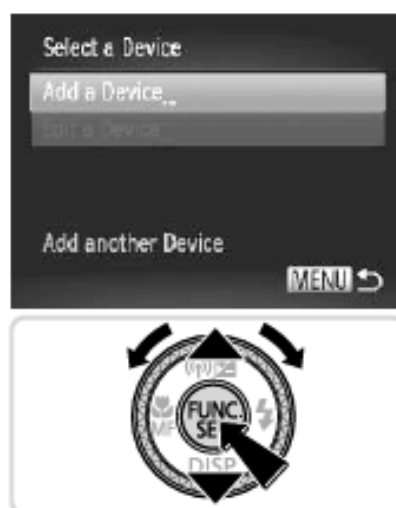 Select a Device
Add a Device...
Edit a Device...
Add another Device
MENU
FUNC.
SET
MF
DISP.